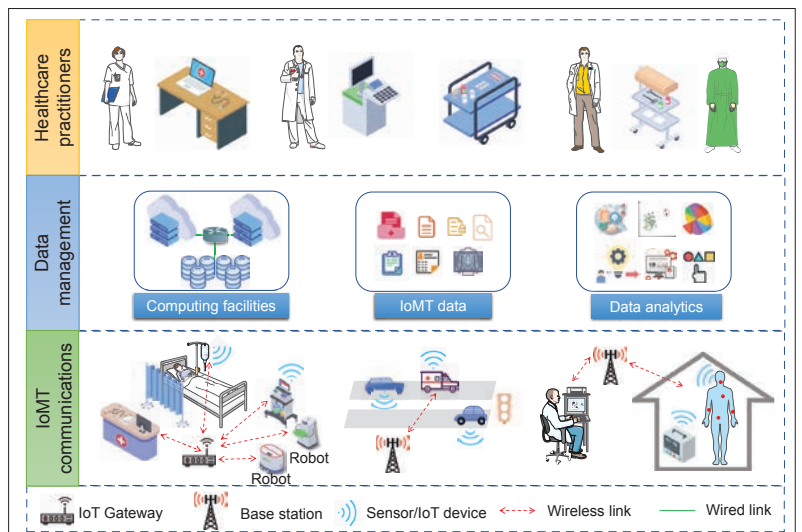 Healthcare
practitioners
Data
management
Computing facilities
IoMT data
Data analytics
IoMT
communications
Robot
Robot
IoT Gateway
Base station
Sensor/IoT device
Wireless link
Wired link